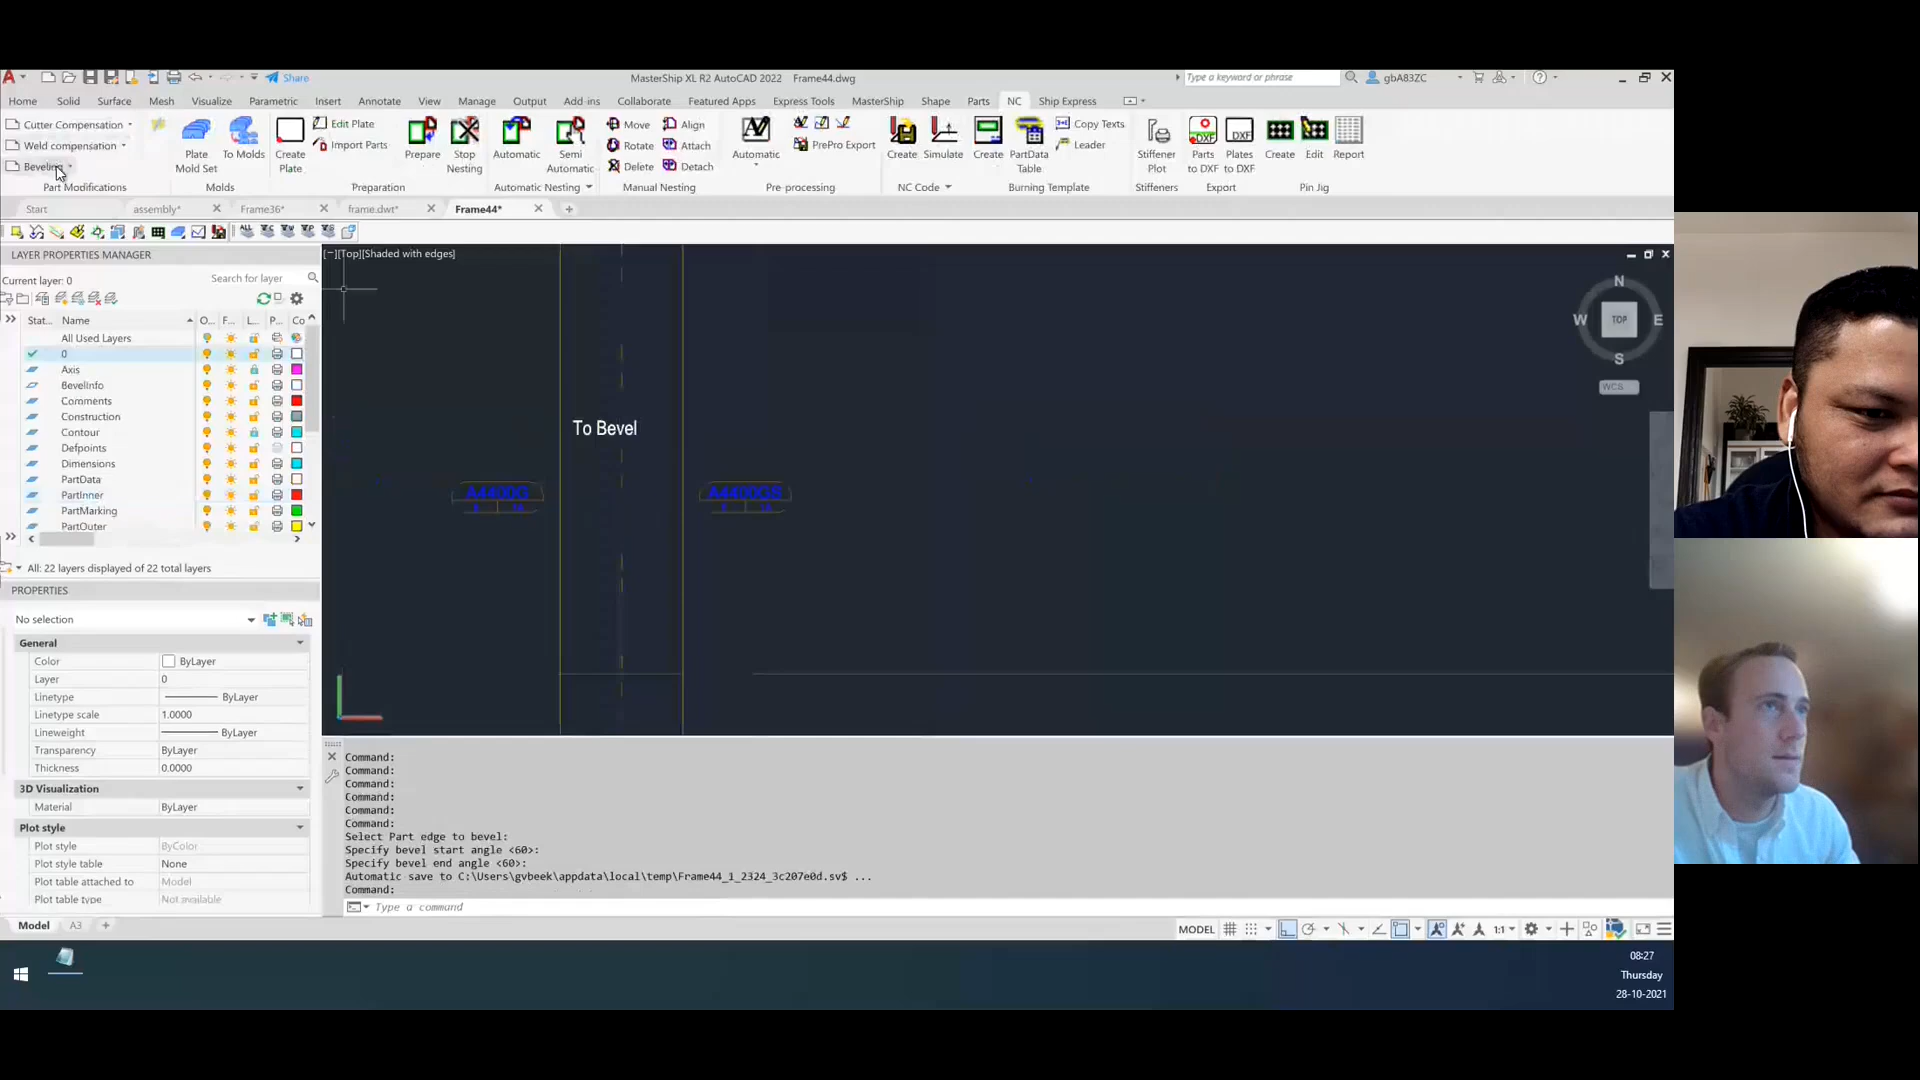 Share
MasterShip XL R2 AutoCAD 2022 Frame44.dwg
Type a keyword or phrase
gbA83ZC
Home Solid Surface Mesh Visualize Parametric Insert Annotate View Manage Output Add-ins Collaborate Featured Apps Express Tools MasterShip Shape Parts NC Ship Express
Cutter Compensation
Weld compensation
Beveling
Part Modifications
Plate Mold Set
To Molds
Molds
Create Plate
Edit Plate
Import Parts
Prepare
Stop Nesting
Preparation
Automatic
Semi Automatic
Automatic Nesting
Move
Rotate
Delete
Align
Attach
Detach
Manual Nesting
Automatic
PrePro Export
Pre-processing
Create
Simulate
NC Code
Create
PartData Table
Copy Texts
Leader
Burning Template
Stiffener Plot
Stiffeners
Parts to DXF
Plates to DXF
Export
Create
Edit
Report
Pin Jig
Start assembly* Frame36* frame.dwt* Frame44*
LAYER PROPERTIES MANAGER
Current layer: 0
Search for layer
Stat... Name O... F... L... P... Co
All Used Layers
0
Axis
BevelInfo
Comments
Construction
Contour
Defpoints
Dimensions
PartData
PartInner
PartMarking
PartOuter
All: 22 layers displayed of 22 total layers
PROPERTIES
No selection
General
Color ByLayer
Layer 0
Linetype ByLayer
Linetype scale 1.0000
Lineweight ByLayer
Transparency ByLayer
Thickness 0.0000
3D Visualization
Material ByLayer
Plot style
Plot style ByColor
Plot style table None
Plot table attached to Model
Plot table type Not available
Model A3
[−][Top][Shaded with edges]
To Bevel
N
W TOP E
S
WCS
Command:
Command:
Command:
Command:
Command:
Command:
Select Part edge to bevel:
Specify bevel start angle <60>:
Specify bevel end angle <60>:
Automatic save to C:\Users\gvbeek\appdata\local\temp\Frame44_1_2324_3c207e0d.sv$ ...
Command:
Type a command
MODEL
1:1
08:27
Thursday
28-10-2021